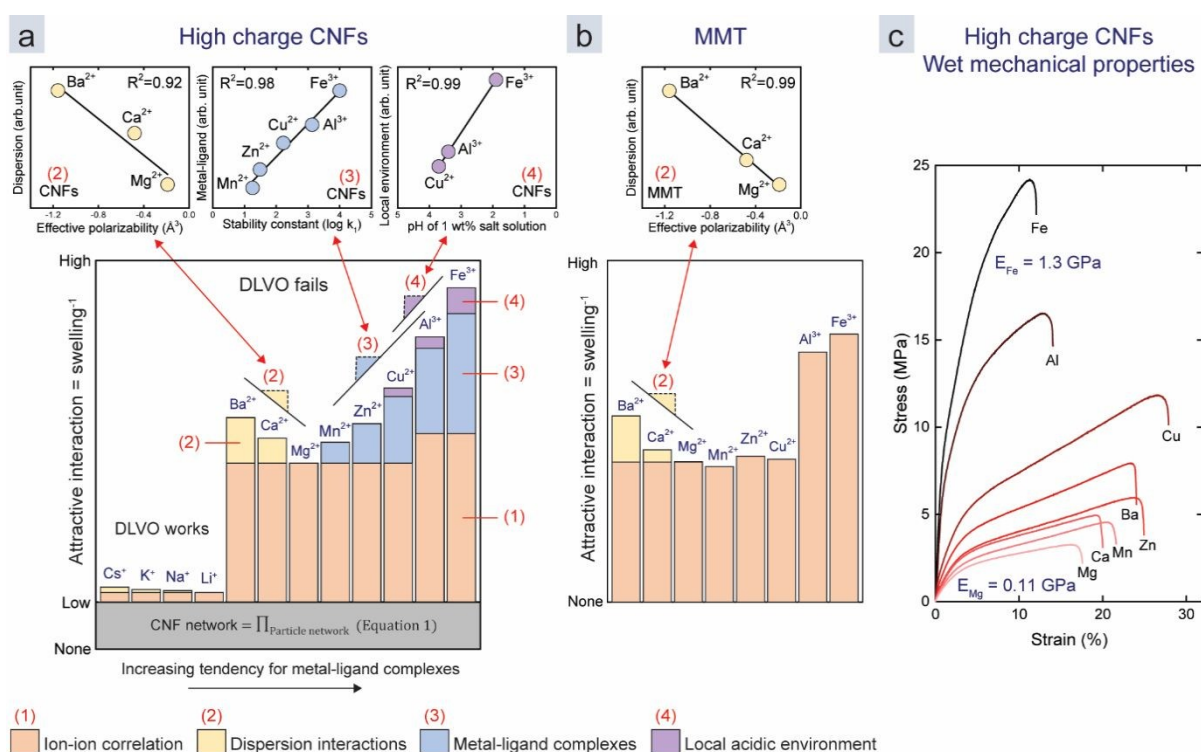 a
High charge CNFs
b
MMT
c
High charge CNFs
Wet mechanical properties
Dispersion (arb.unit)
Ba²⁺
R²=0.92
Ca²⁺
Mg²⁺
(2)
CNFs
-1.2 -0.8 -0.4 0.0
Effective polarizability (Å³)
Metal-ligand (arb. unit)
R²=0.98
Fe³⁺
Al³⁺
Cu²⁺
Zn²⁺
Mn²⁺
(3)
CNFs
0 1 2 3 4 5
Stability constant (log k₁)
Local environment (arb. unit)
R²=0.99
Fe³⁺
Al³⁺
Cu²⁺
(4)
CNFs
1 2 3 4 5
pH of 1 wt% salt solution
Dispersion (arb. unit)
Ba²⁺
R²=0.99
Ca²⁺
Mg²⁺
(2)
MMT
-1.2 -0.8 -0.4 0.0
Effective polarizability (Å³)
Attractive interaction = swelling⁻¹
High
Low
None
DLVO fails
DLVO works
(2)
(3)
(4)
Cs⁺
K⁺
Na⁺
Li⁺
Ba²⁺
Ca²⁺
Mg²⁺
Mn²⁺
Zn²⁺
Cu²⁺
Al³⁺
Fe³⁺
(2)
(4)
(3)
(1)
CNF network = ∏Particle network (Equation 1)
Increasing tendency for metal-ligand complexes
Attractive interaction = swelling⁻¹
High
None
(2)
Ba²⁺
Ca²⁺
Mg²⁺
Mn²⁺
Zn²⁺
Cu²⁺
Al³⁺
Fe³⁺
Stress (MPa)
25
20
15
10
5
0
Fe
E_Fe = 1.3 GPa
Al
Cu
Ba
Zn
Ca
Mn
Mg
E_Mg = 0.11 GPa
0 10 20 30
Strain (%)
(1)
Ion-ion correlation
(2)
Dispersion interactions
(3)
Metal-ligand complexes
(4)
Local acidic environment